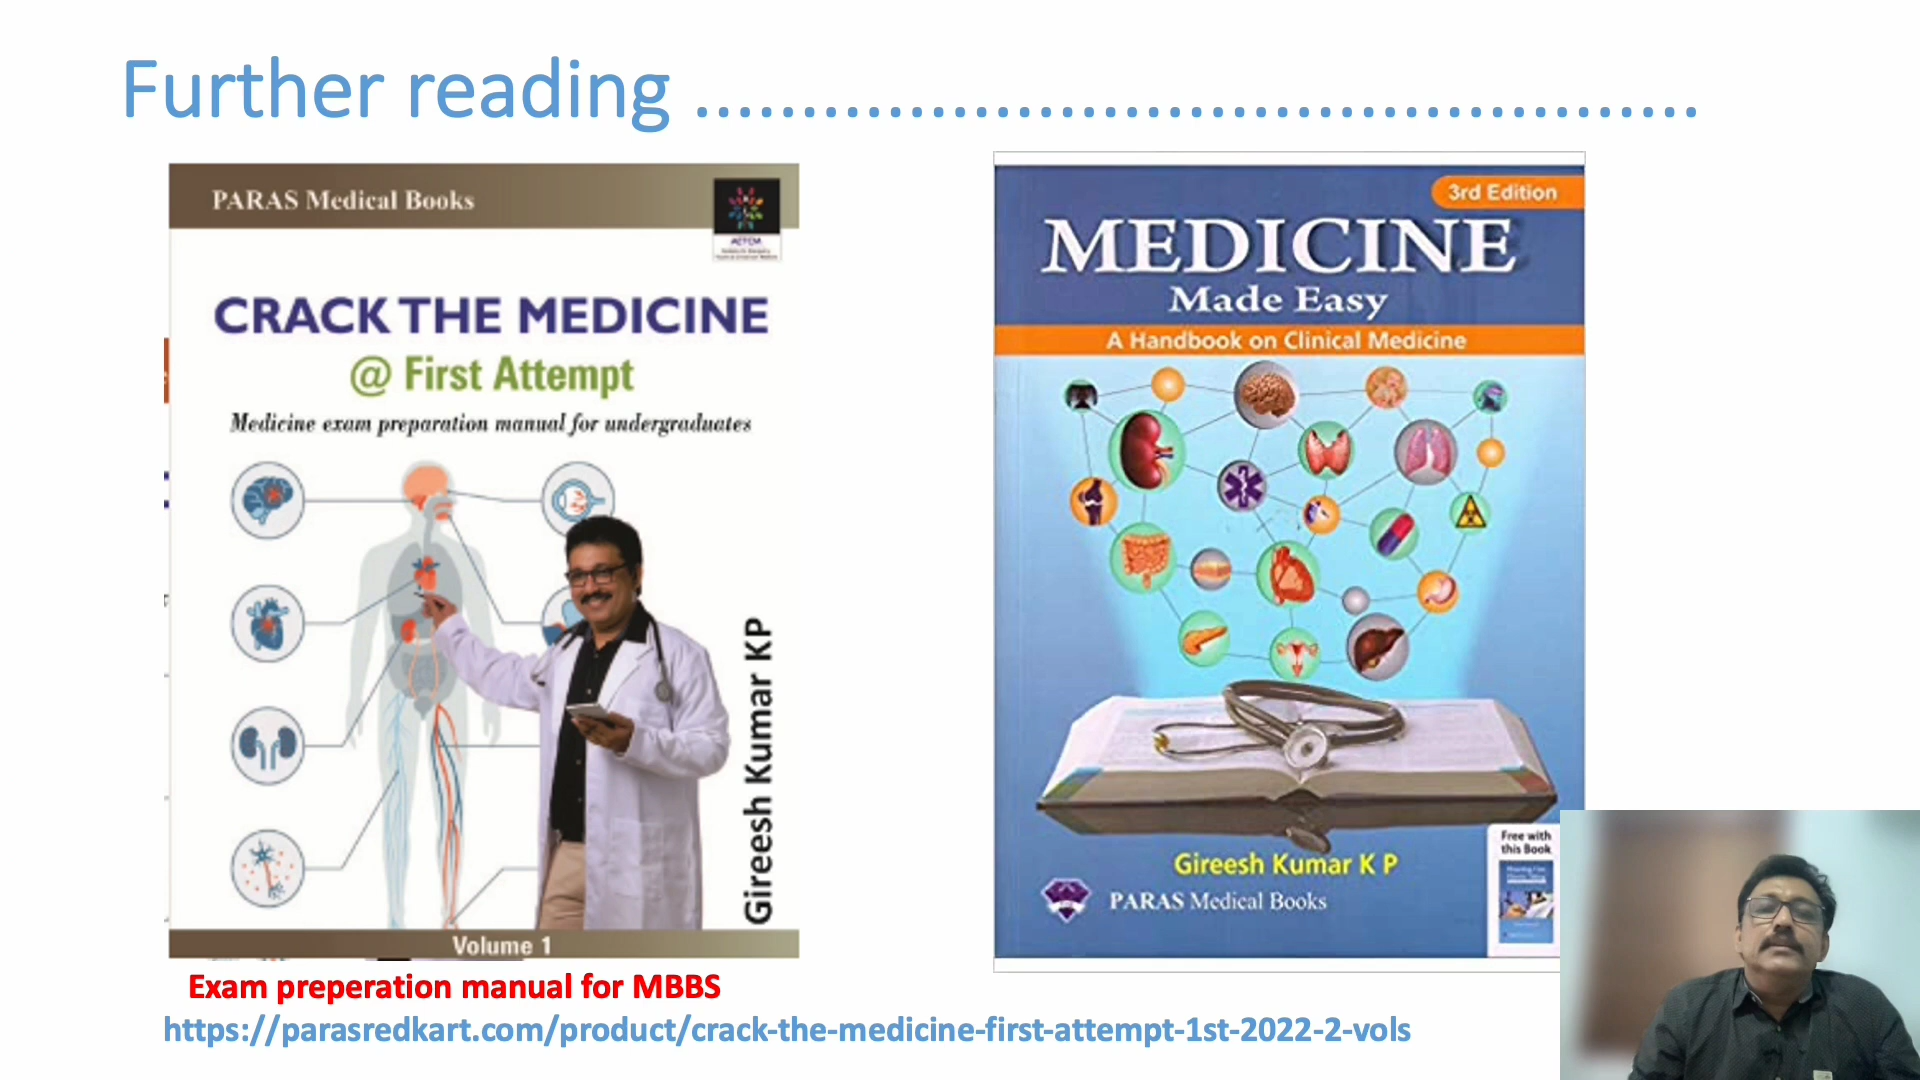 Further reading ..........................................
PARAS Medical Books
CRACK THE MEDICINE
@ First Attempt
Medicine exam preparation manual for undergraduates
Gireesh Kumar KP
Volume 1
3rd Edition
MEDICINE
Made Easy
A Handbook on Clinical Medicine
Gireesh Kumar K P
PARAS Medical Books
Free with
this Book
Exam preperation manual for MBBS
https://parasredkart.com/product/crack-the-medicine-first-attempt-1st-2022-2-vols